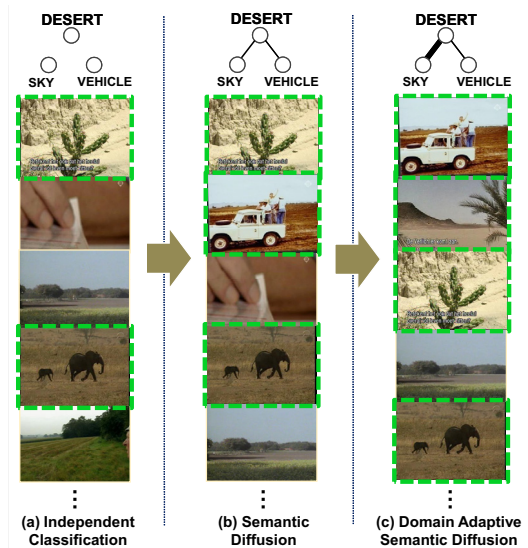 DESERT
SKY VEHICLE
DESERT
SKY VEHICLE
DESERT
SKY VEHICLE
(a) Independent
Classification
(b) Semantic
Diffusion
(c) Domain Adaptive
Semantic Diffusion